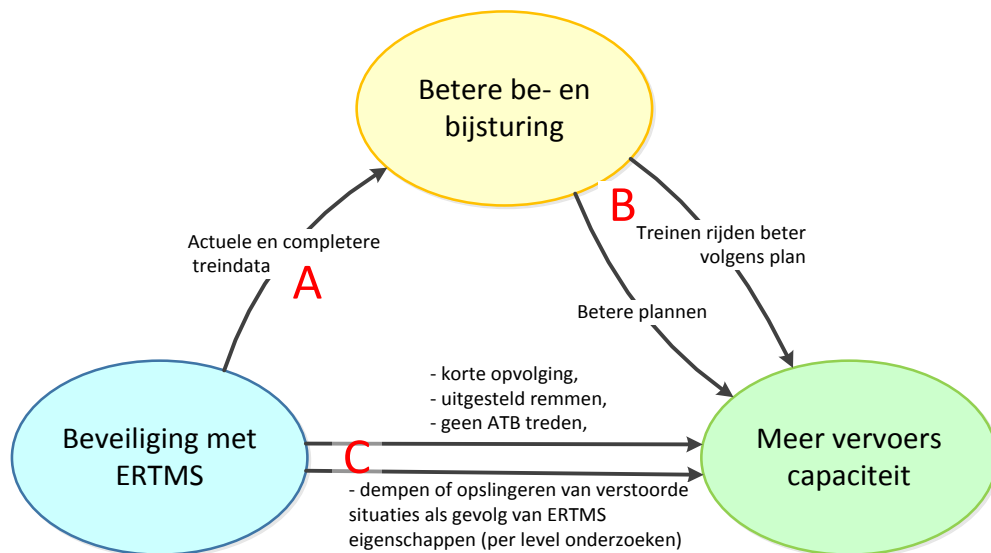 Betere be- en
bijsturing
B
Treinen rijden beter
volgens plan
Actuele en completere
treindata
A
Betere plannen
- korte opvolging,
- uitgesteld remmen,
- geen ATB treden,
Beveiliging met
ERTMS
C
Meer vervoers
capaciteit
- dempen of opslingeren van verstoorde
situaties als gevolg van ERTMS
eigenschappen (per level onderzoeken)